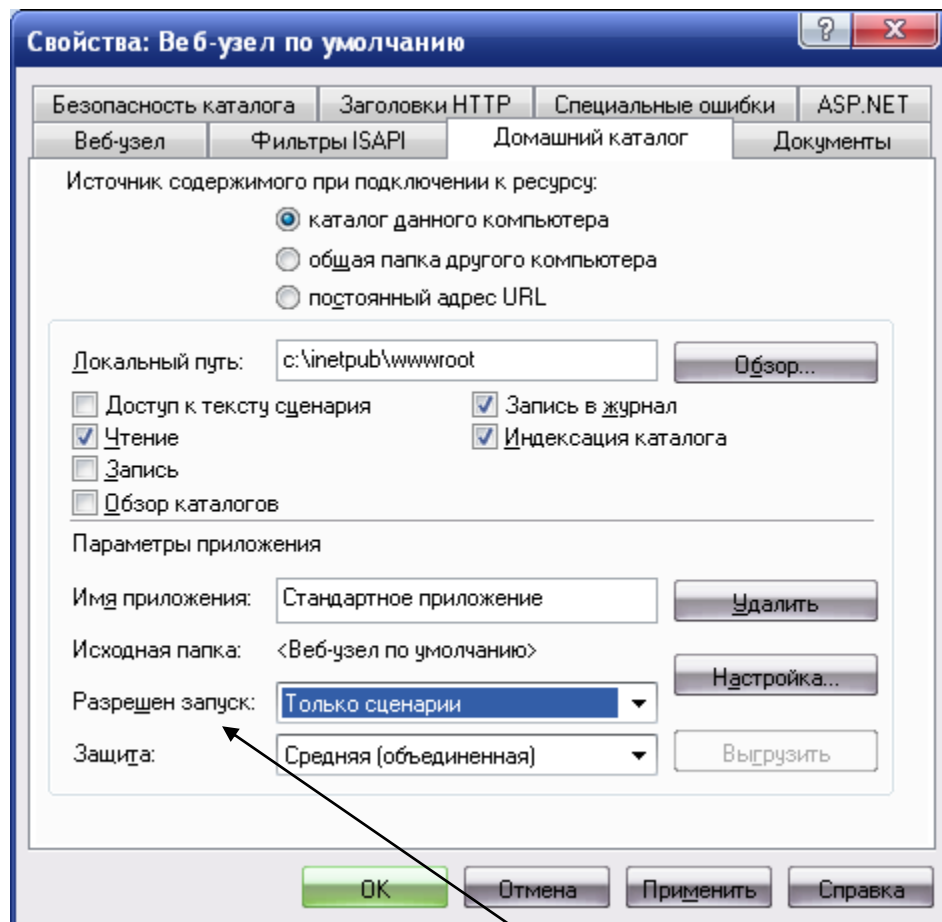 Свойства: Веб-узел по умолчанию
Безопасность каталога Заголовки HTTP Специальные ошибки ASP.NET
Веб-узел Фильтры ISAPI Домашний каталог Документы
Источник содержимого при подключении к ресурсу:
каталог данного компьютера
общая папка другого компьютера
постоянный адрес URL
Локальный путь: c:\inetpub\wwwroot Обзор...
Доступ к тексту сценария Запись в журнал
Чтение Индексация каталога
Запись
Обзор каталогов
Параметры приложения
Имя приложения: Стандартное приложение Удалить
Исходная папка: <Веб-узел по умолчанию>
Настройка...
Разрешен запуск: Только сценарии
Защита: Средняя (объединенная) Выгрузить
OK Отмена Применить Справка